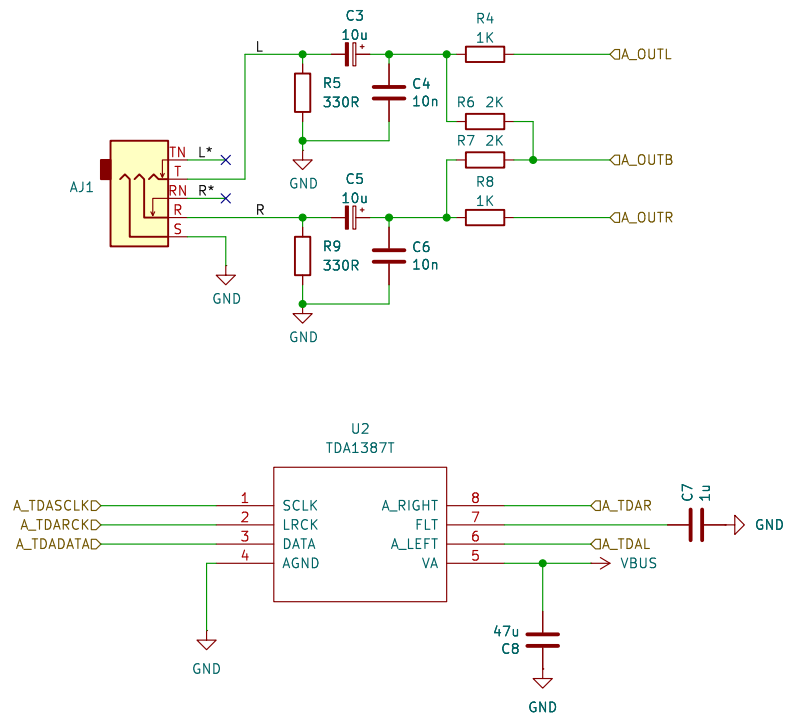 C3
10u
R4
1K
L
A_OUTL
R5
330R
C4
10n
R6 2K
R7 2K
TN L*
T
AJ1
RN R*
R
S
GND
A_OUTB
C5
10u
R8
1K
R
A_OUTR
R9
330R
C6
10n
GND
GND
U2
TDA1387T
A_TDASCLK 1 SCLK
A_TDARCK 2 LRCK
A_TDADATA 3 DATA
4 AGND
A_RIGHT 8 A_TDAR
FLT 7
A_LEFT 6 A_TDAL
VA 5 VBUS
C7
1u
GND
47u
C8
GND
GND